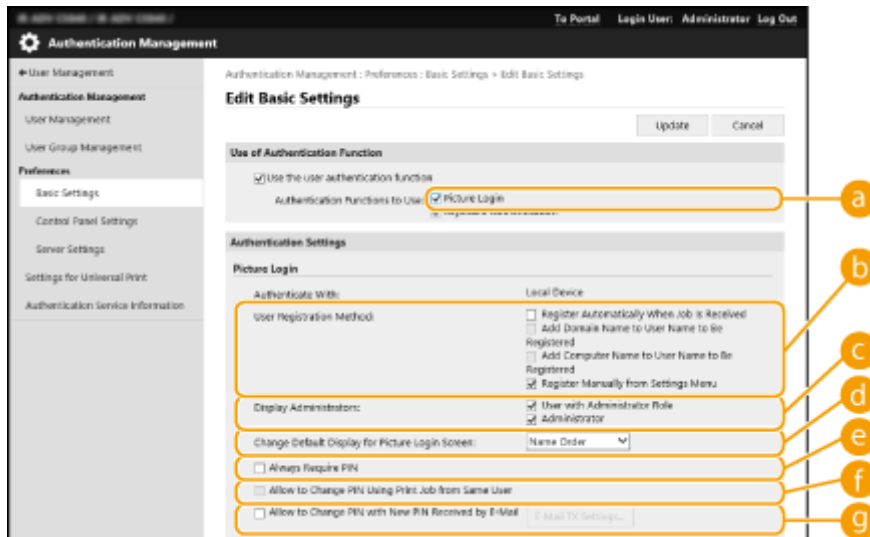 To Portal Login User: Administrator Log Out
Authentication Management
User Management
Authentication Management
User Management
User Group Management
Preferences
Basic Settings
Control Panel Settings
Server Settings
Settings for Universal Print
Authentication Service Information
Authentication Management : Preferences : Basic Settings > Edit Basic Settings
Edit Basic Settings
Update Cancel
Use of Authentication Function
Use the user authentication function
Authentication Functions to Use: Picture Login
a
Authentication Settings
Picture Login
Authenticate With: Local Device
User Registration Method: Register Automatically When Job is Received
Add Domain Name to User Name to Be
Registered
Add Computer Name to User Name to Be
Registered
Register Manually from Settings Menu
b
Display Administrators: User with Administrator Role
Administrator
c
Change Default Display for Picture Login Screen: Name Order
d
Always Require PIN
e
Allow to Change PIN Using Print Job from Same User
f
Allow to Change PIN with New PIN Received by E-Mail E-Mail TX Settings...
g